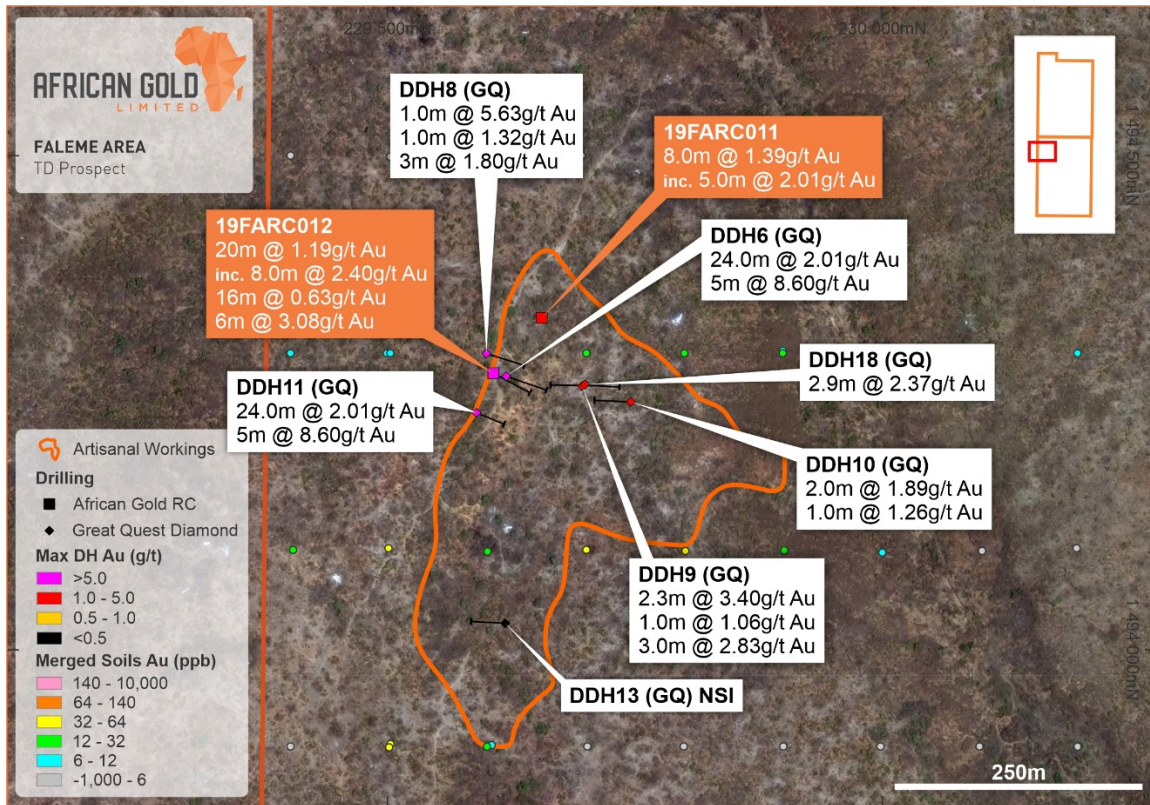 229 500mN
230 000mN
AFRICAN GOLD
LIMITED
FALEME AREA
TD Prospect
DDH8 (GQ)
1.0m @ 5.63g/t Au
1.0m @ 1.32g/t Au
3m @ 1.80g/t Au
19FARC011
8.0m @ 1.39g/t Au
inc. 5.0m @ 2.01g/t Au
1 494 500mN
19FARC012
20m @ 1.19g/t Au
inc. 8.0m @ 2.40g/t Au
16m @ 0.63g/t Au
6m @ 3.08g/t Au
DDH6 (GQ)
24.0m @ 2.01g/t Au
5m @ 8.60g/t Au
DDH18 (GQ)
2.9m @ 2.37g/t Au
DDH11 (GQ)
24.0m @ 2.01g/t Au
5m @ 8.60g/t Au
DDH10 (GQ)
2.0m @ 1.89g/t Au
1.0m @ 1.26g/t Au
DDH9 (GQ)
2.3m @ 3.40g/t Au
1.0m @ 1.06g/t Au
3.0m @ 2.83g/t Au
DDH13 (GQ) NSI
1 494 000mN
Artisanal Workings
Drilling
African Gold RC
Great Quest Diamond
Max DH Au (g/t)
>5.0
1.0 - 5.0
0.5 - 1.0
<0.5
Merged Soils Au (ppb)
140 - 10,000
64 - 140
32 - 64
12 - 32
6 - 12
-1,000 - 6
250m